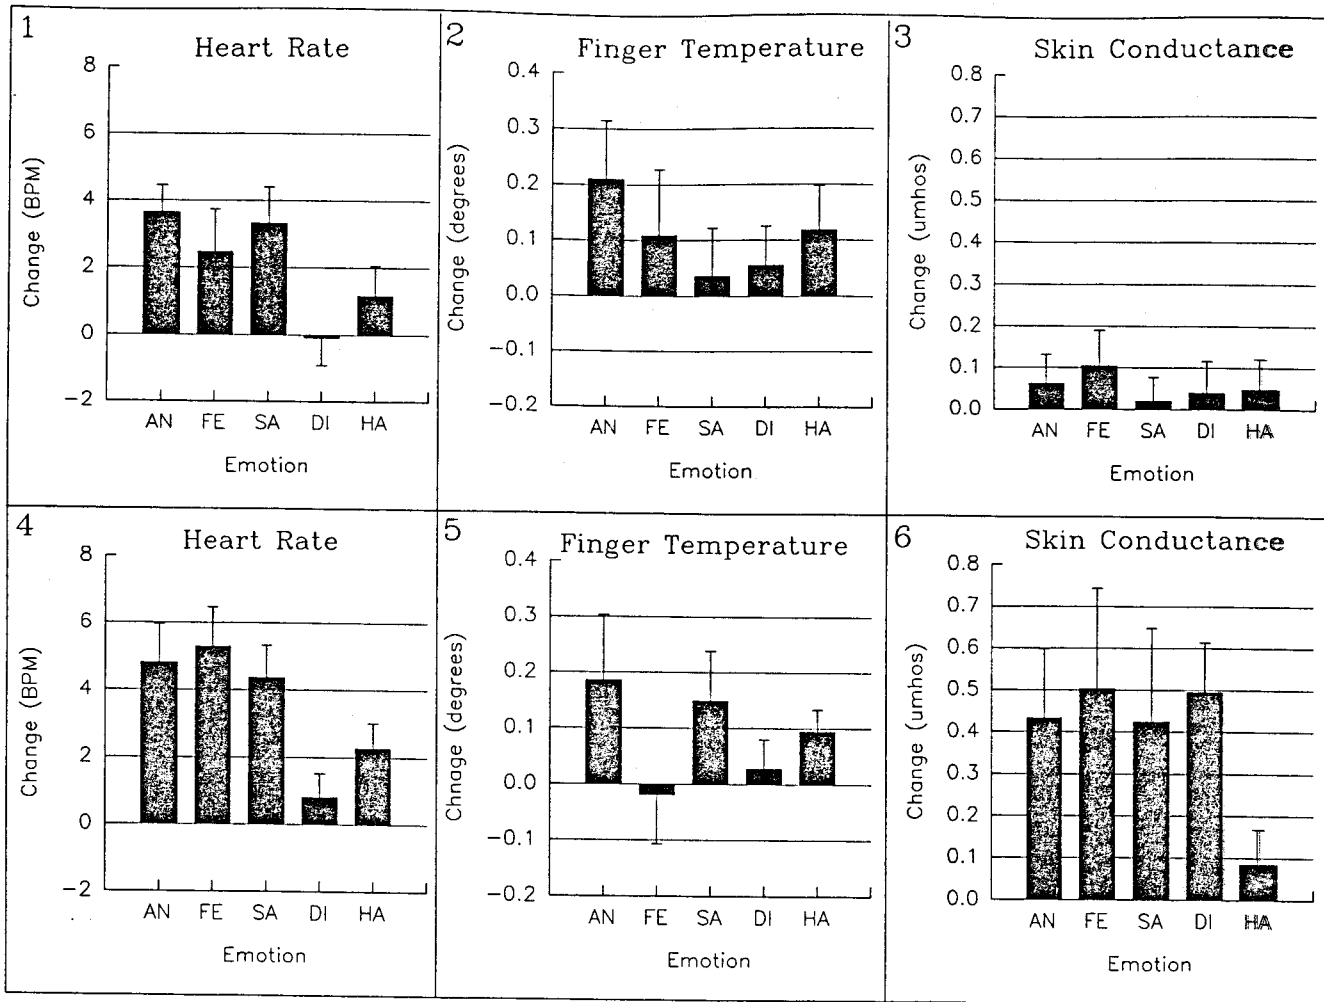 1
Heart Rate
8
6
4
2
0
−2
Change (BPM)
AN FE SA DI HA
Emotion
2
Finger Temperature
0.4
0.3
0.2
0.1
0.0
−0.1
−0.2
Change (degrees)
AN FE SA DI HA
Emotion
3
Skin Conductance
0.8
0.7
0.6
0.5
0.4
0.3
0.2
0.1
0.0
Change (umhos)
AN FE SA DI HA
Emotion
4
Heart Rate
8
6
4
2
0
−2
Change (BPM)
AN FE SA DI HA
Emotion
5
Finger Temperature
0.4
0.3
0.2
0.1
0.0
−0.1
−0.2
Chnage (degrees)
AN FE SA DI HA
Emotion
6
Skin Conductance
0.8
0.7
0.6
0.5
0.4
0.3
0.2
0.1
0.0
Change (umhos)
AN FE SA DI HA
Emotion